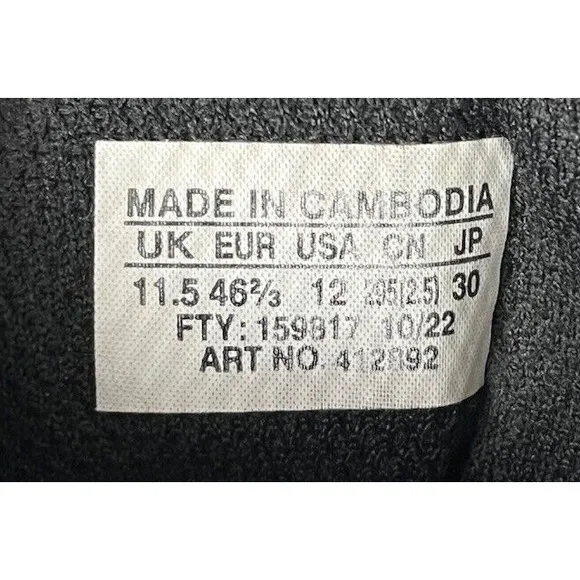 MADE IN CAMBODIA
UK EUR USA CN JP
11.5 46⅔ 12 295(2.5) 30
FTY: 159817 10/22
ART NO. 412892